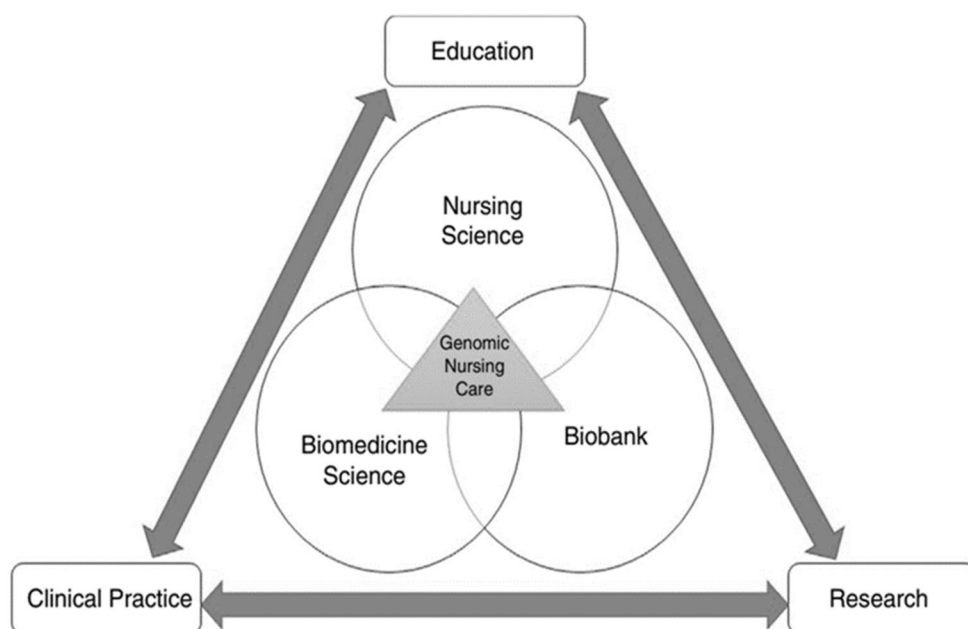 Education
Nursing
Science
Genomic
Nursing
Care
Biomedicine
Science
Biobank
Clinical Practice
Research